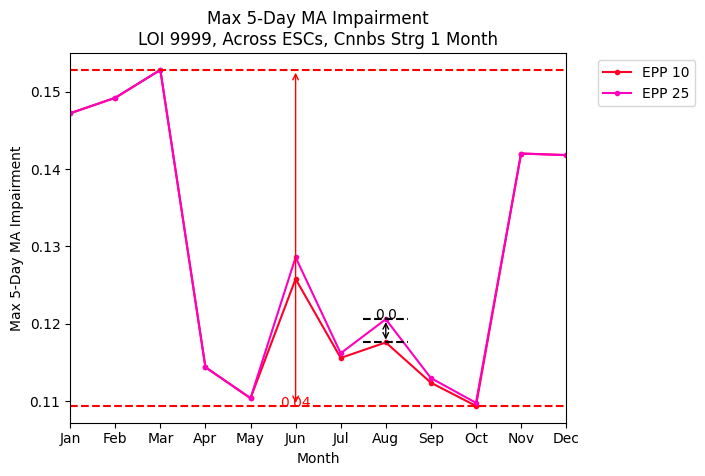 Max 5-Day MA Impairment
LOI 9999, Across ESCs, Cnnbs Strg 1 Month
EPP 10
EPP 25
Max 5-Day MA Impairment
0.15
0.14
0.13
0.12
0.11
0.0
0.04
Jan Feb Mar Apr May Jun Jul Aug Sep Oct Nov Dec
Month